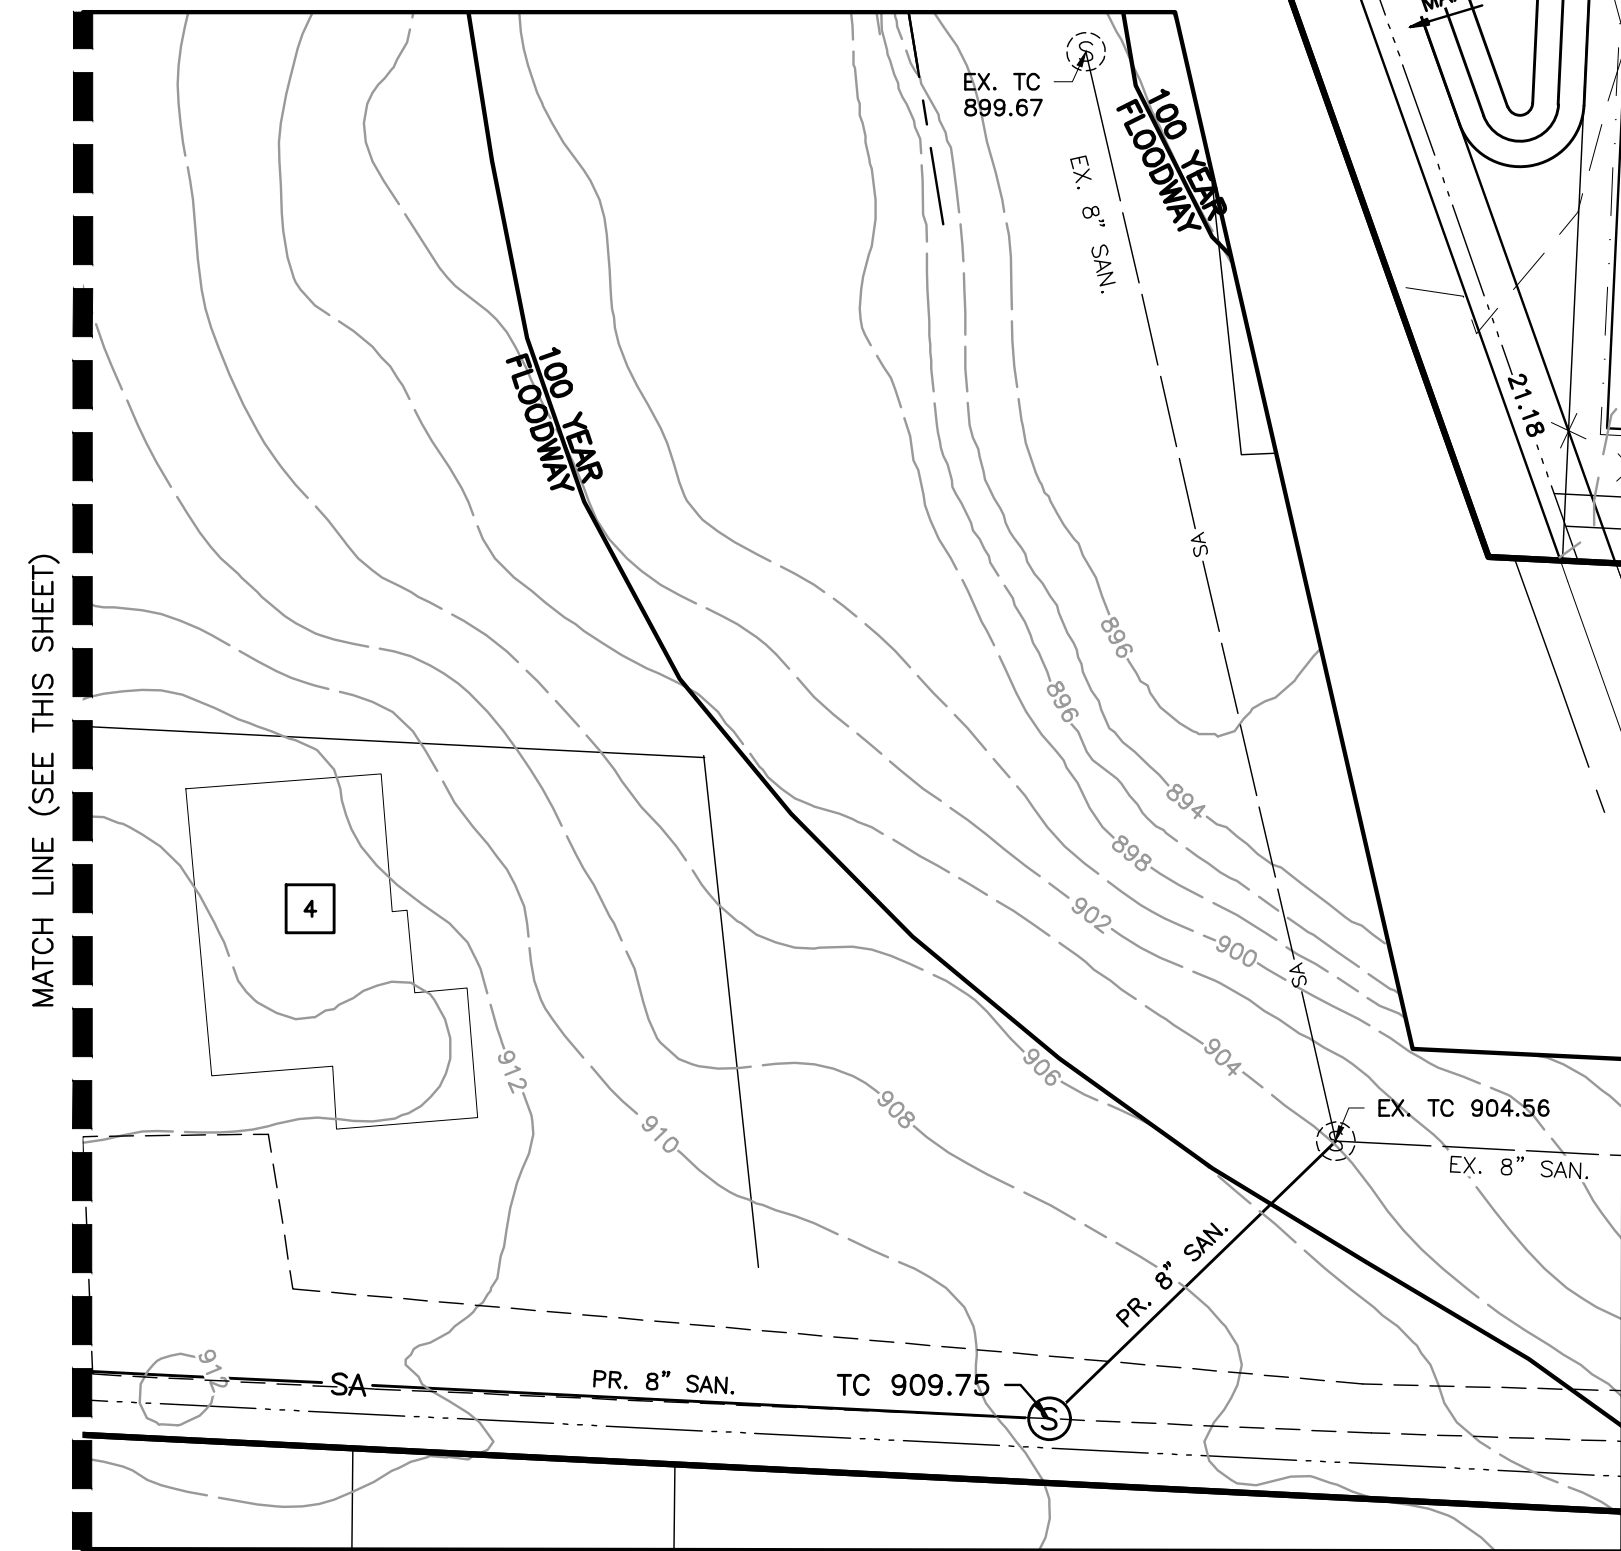 EX. TC
899.67
100 YEAR
FLOODWAY
EX. 8" SAN.
100 YEAR
FLOODWAY
21.18
SA
MATCH LINE (SEE THIS SHEET)
896
896
894
898
4
902
900
SA
904
906
912
908
910
EX. TC 904.56
EX. 8" SAN.
PR. 8" SAN.
912
SA
PR. 8" SAN.
TC 909.75
S
S
S